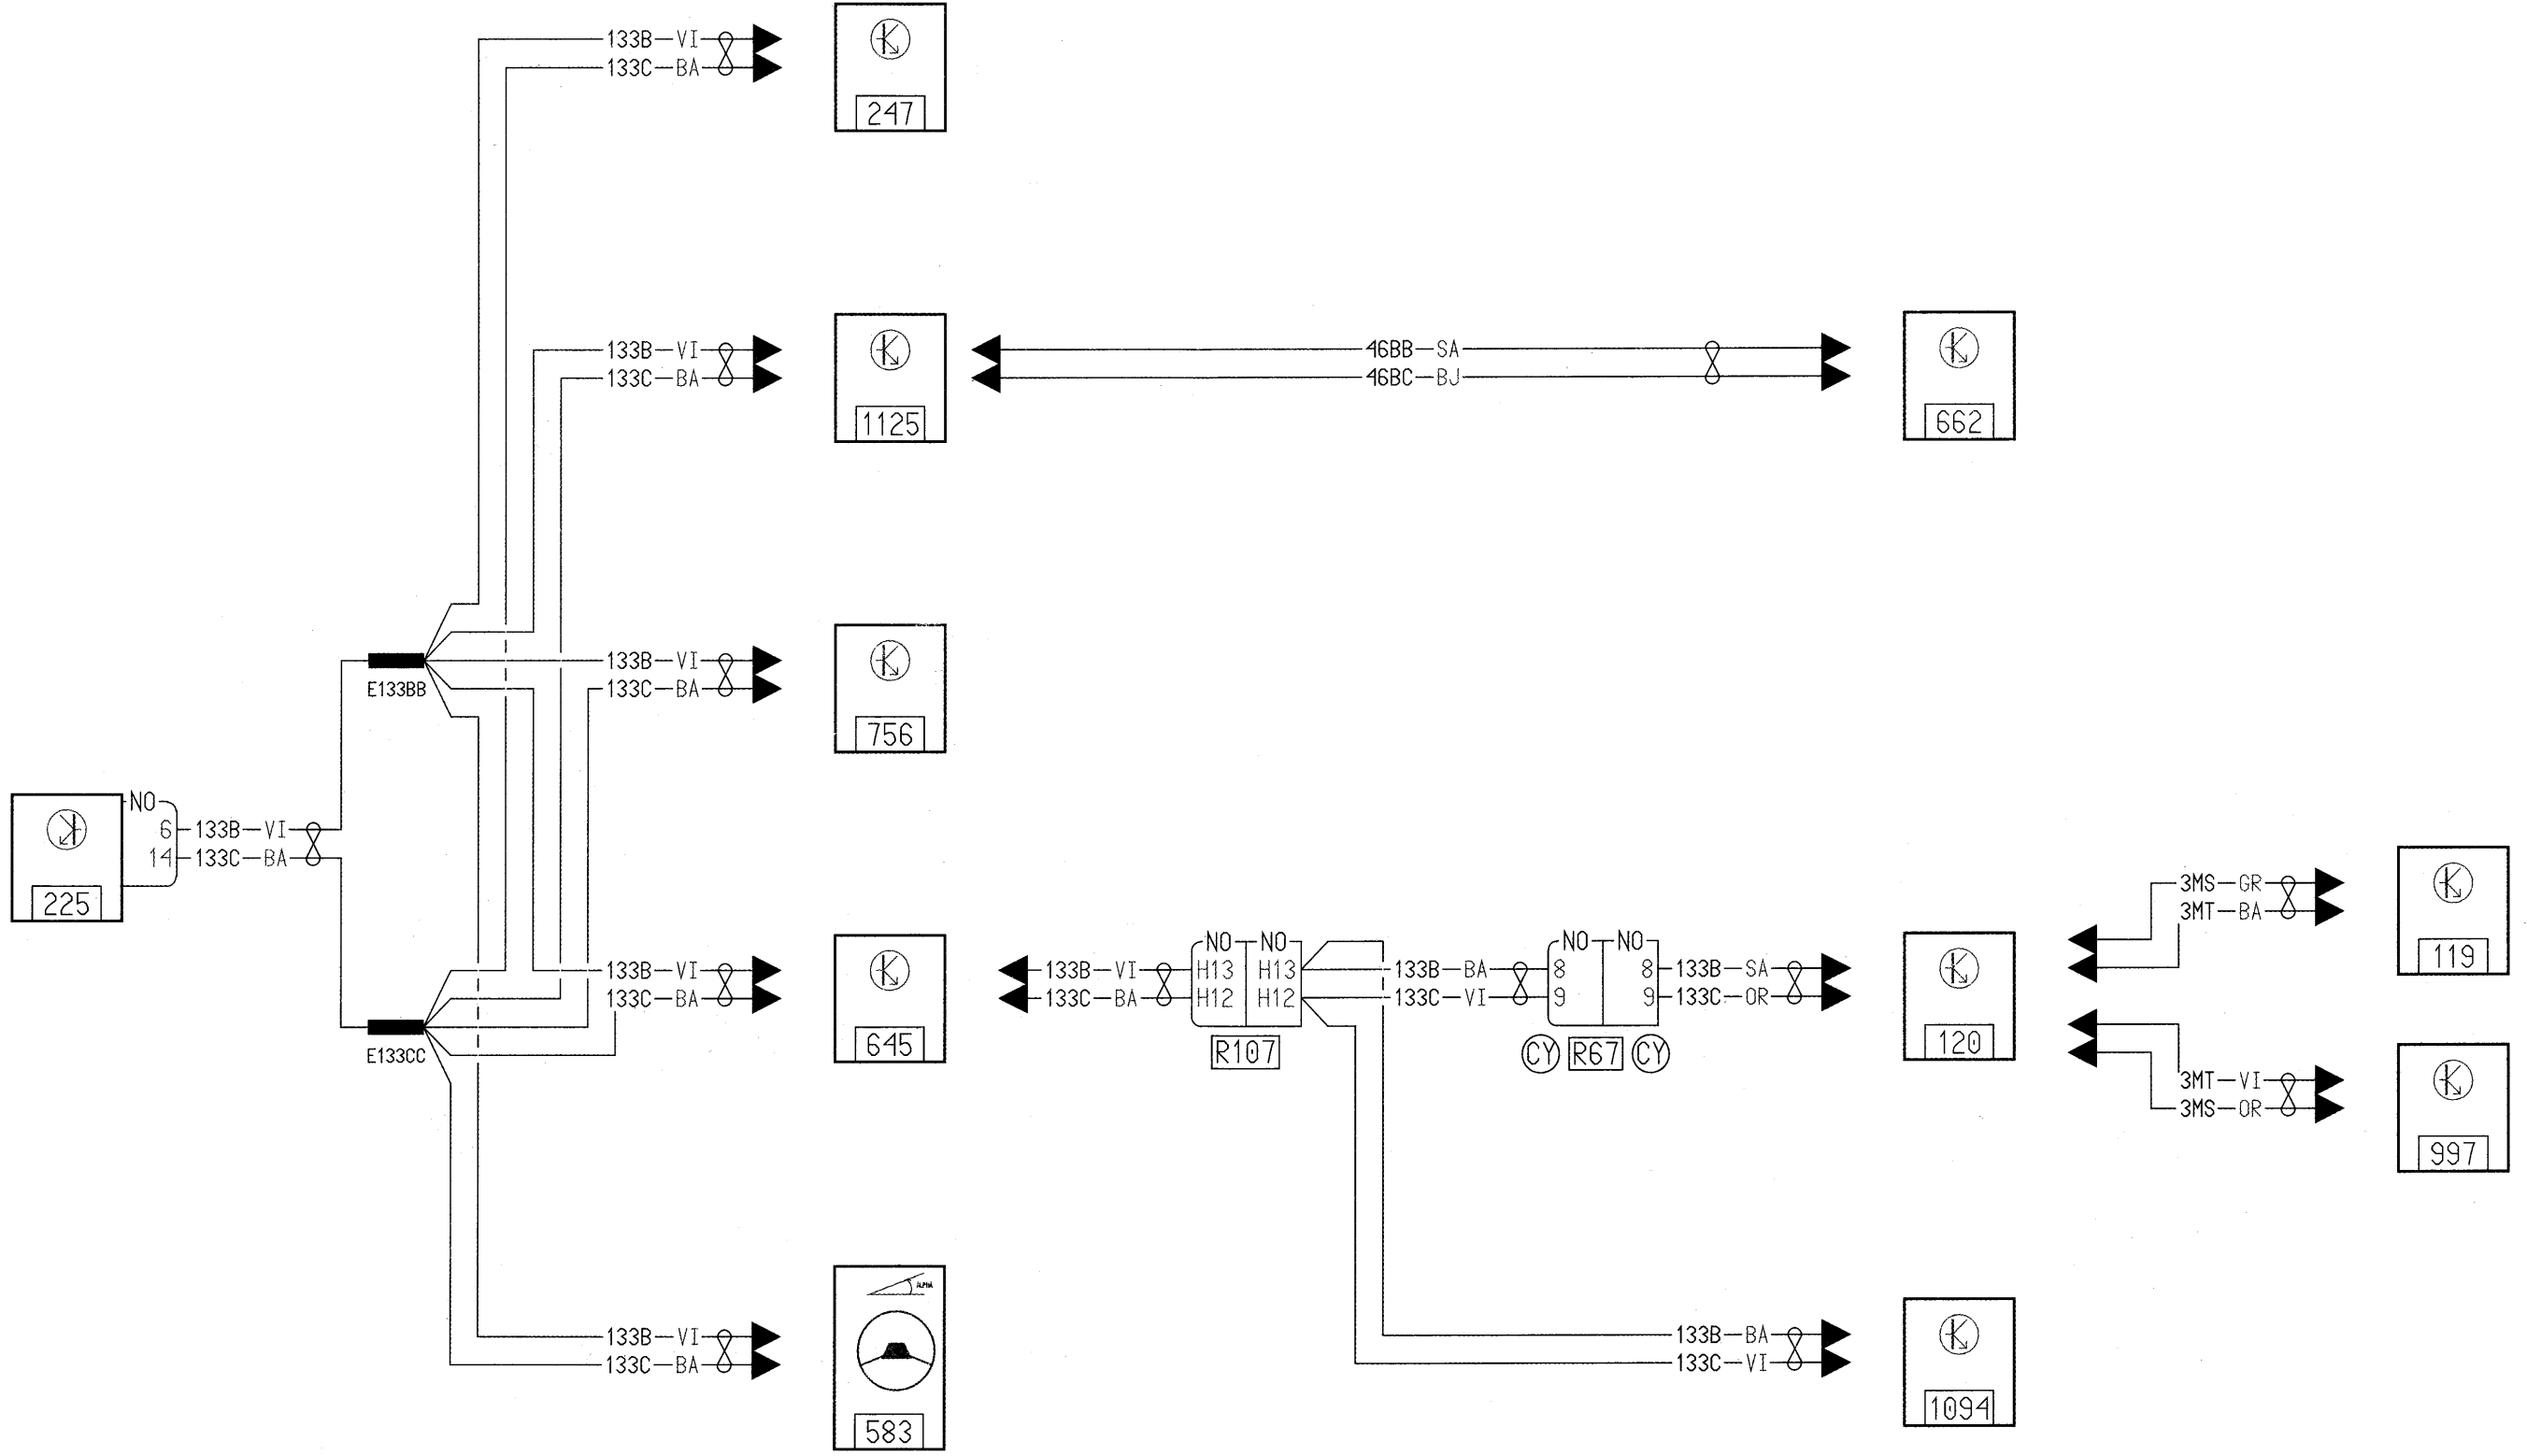 133B VI
133C BA
247
133B VI
133C BA
1125
46BB SA
46BC BJ
662
E133BB
133B VI
133C BA
756
NO
6 133B VI
14 133C BA
225
E133CC
133B VI
133C BA
645
133B VI
133C BA
NO NO
H13 H13
H12 H12
R107
133B BA
133C VI
NO NO
8 8
9 9
CY R67 CY
133B SA
133C OR
120
3MS GR
3MT BA
119
3MT VI
3MS OR
997
133B VI
133C BA
ALPHA
583
133B BA
133C VI
1094